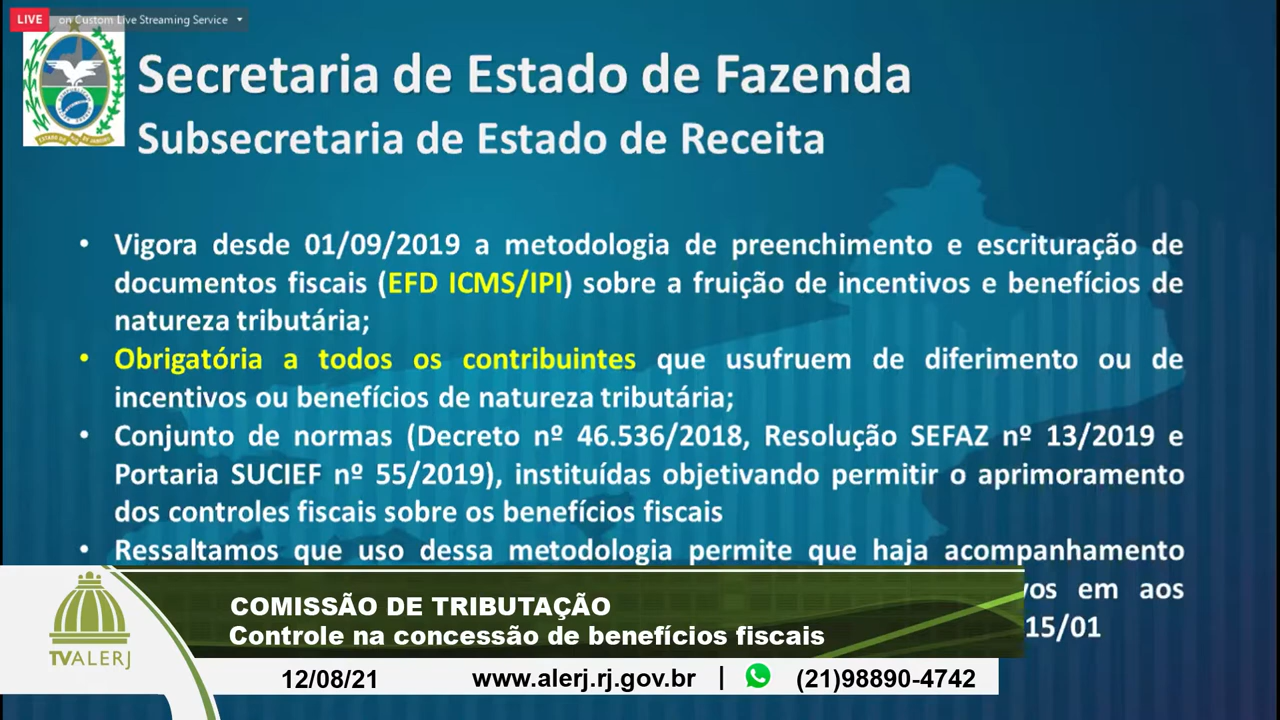 LIVE on Custom Live Streaming Service
Secretaria de Estado de Fazenda
Subsecretaria de Estado de Receita
• Vigora desde 01/09/2019 a metodologia de preenchimento e escrituração de
documentos fiscais (EFD ICMS/IPI) sobre a fruição de incentivos e benefícios de
natureza tributária;
• Obrigatória a todos os contribuintes que usufruem de diferimento ou de
incentivos ou benefícios de natureza tributária;
• Conjunto de normas (Decreto nº 46.536/2018, Resolução SEFAZ nº 13/2019 e
Portaria SUCIEF nº 55/2019), instituídas objetivando permitir o aprimoramento
dos controles fiscais sobre os benefícios fiscais
• Ressaltamos que uso dessa metodologia permite que haja acompanhamento
em aos
15/01
COMISSÃO DE TRIBUTAÇÃO
Controle na concessão de benefícios fiscais
TVALERJ
12/08/21 www.alerj.rj.gov.br | (21)98890-4742